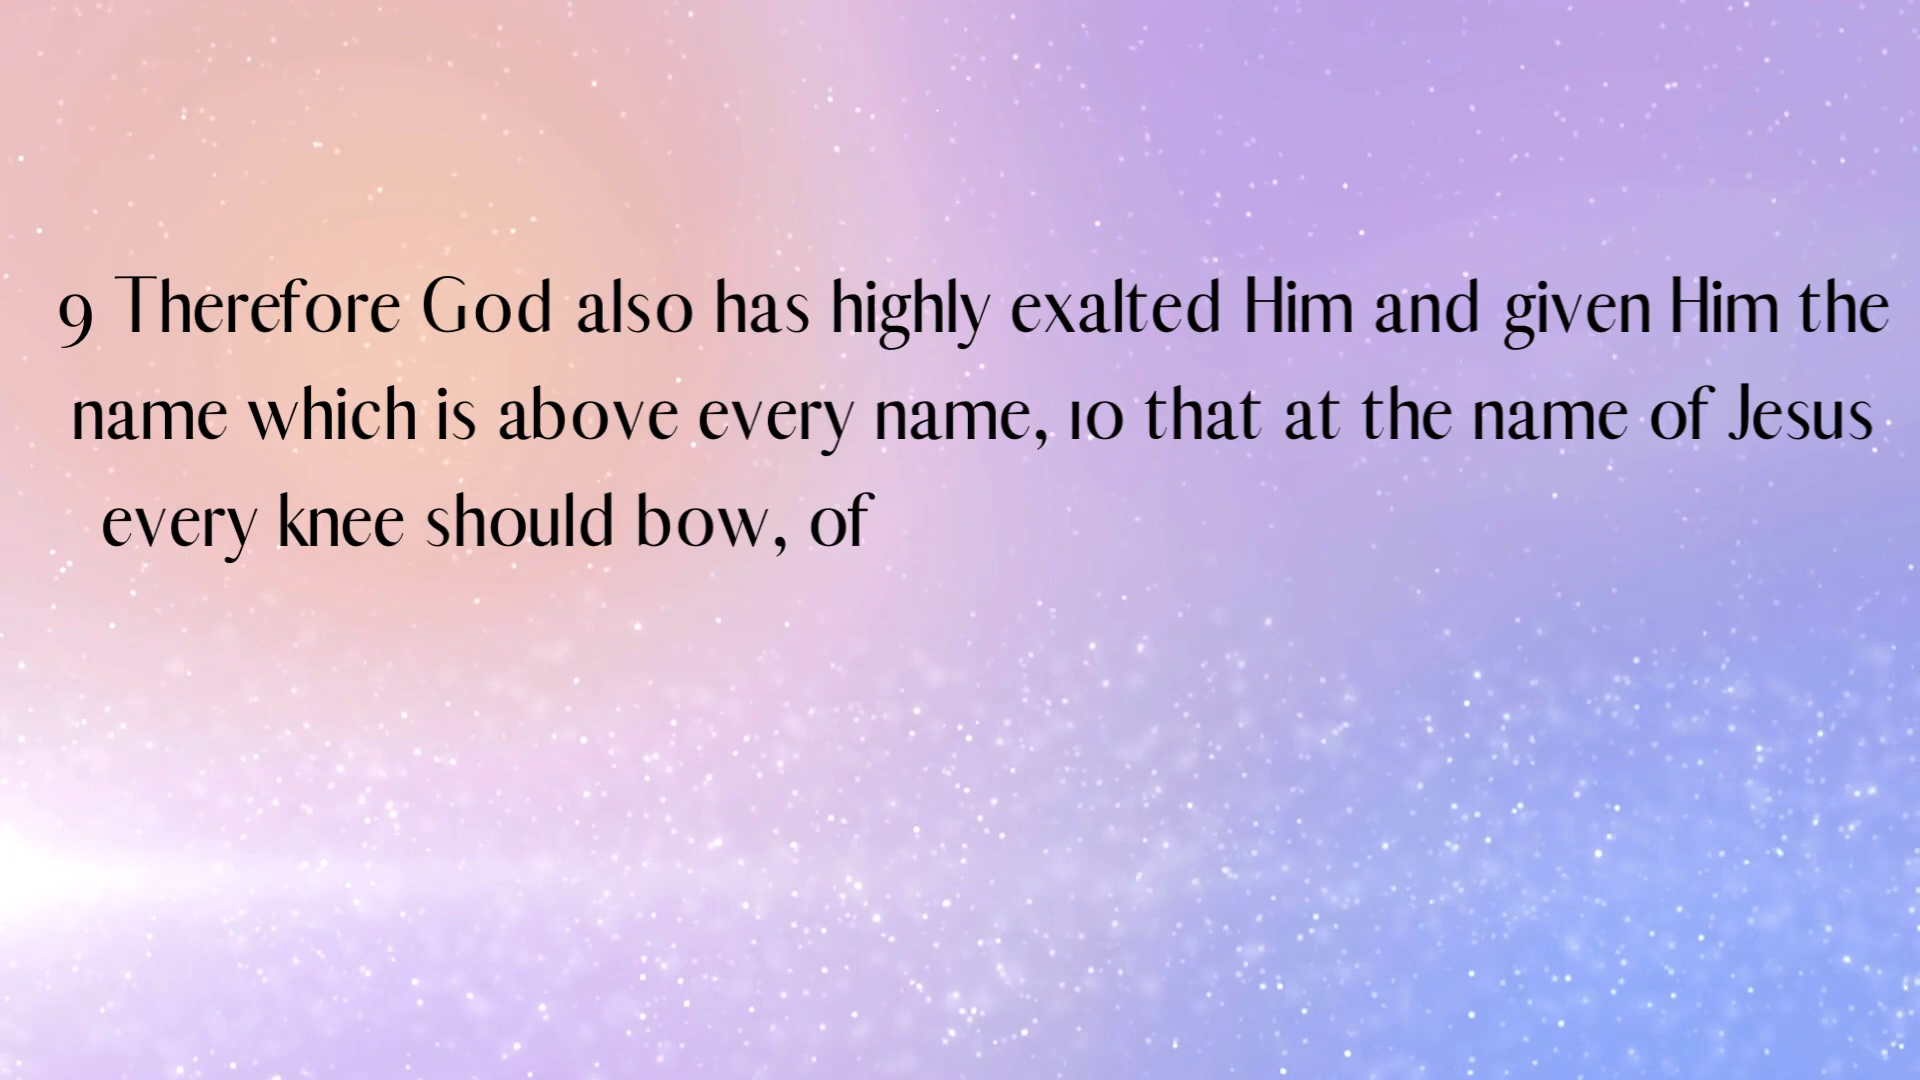 9 Therefore God also has highly exalted Him and given Him the
name which is above every name, 10 that at the name of Jesus
every knee should bow, of